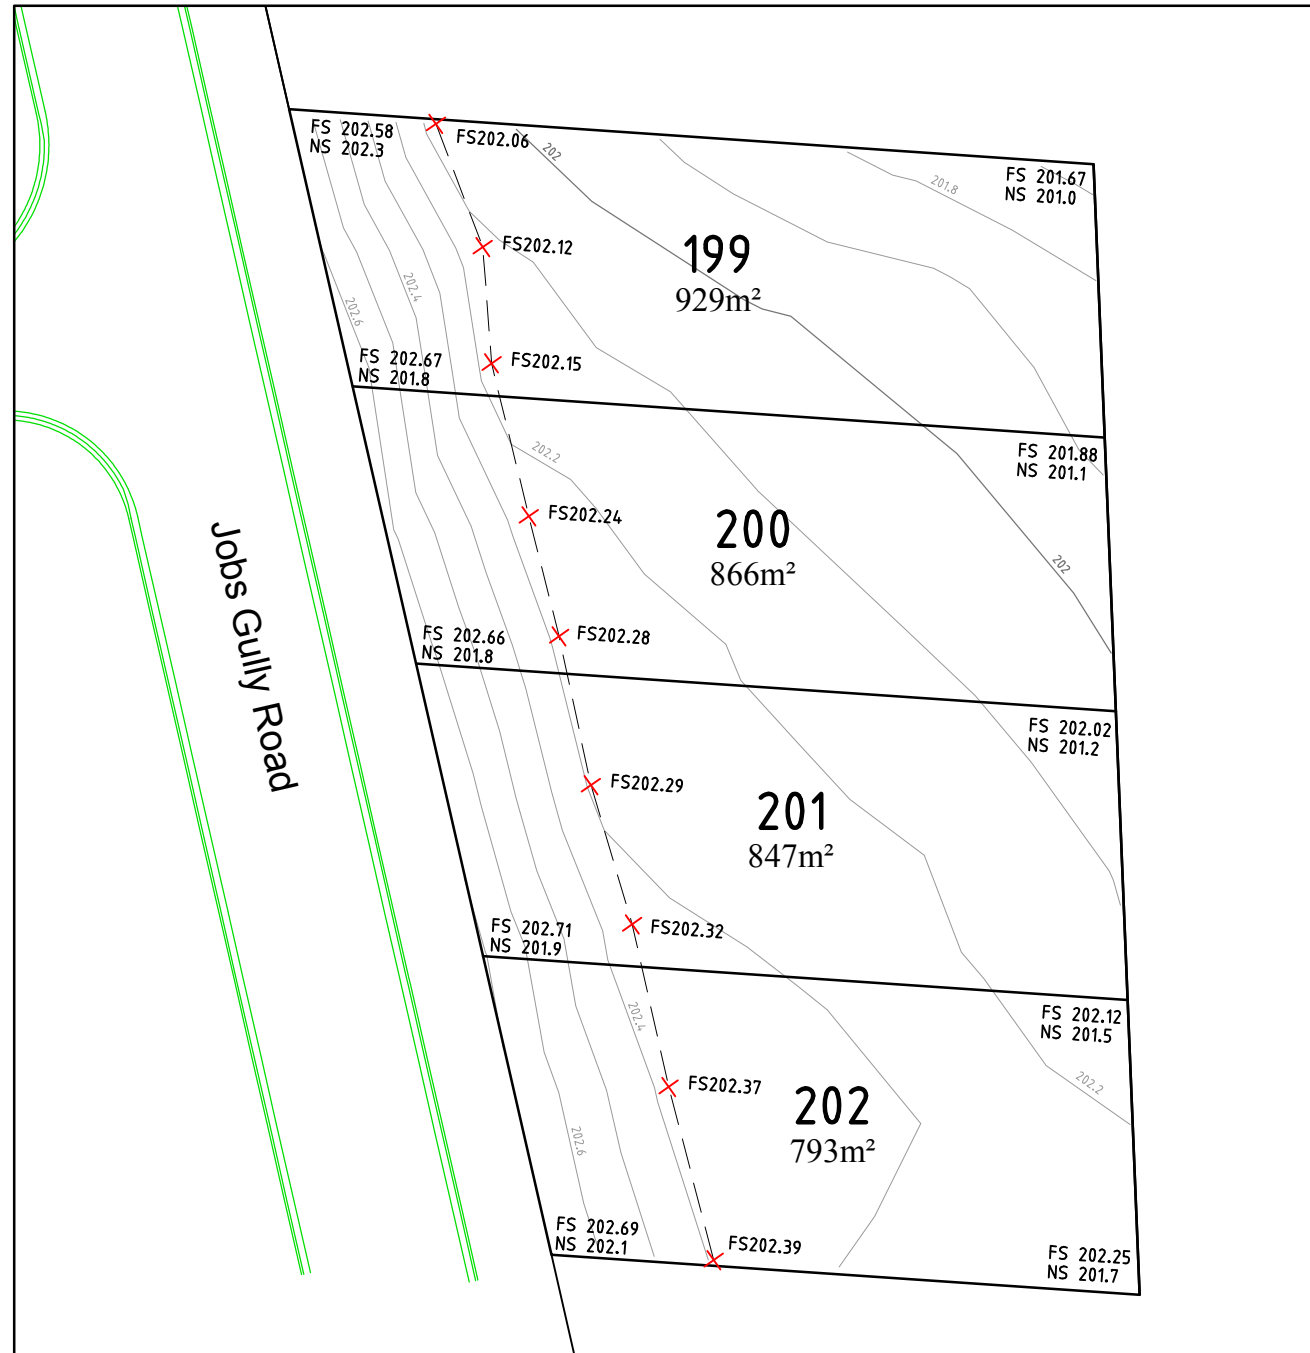 FS 202.58
NS 202.3
FS202.06
202
201.8
FS 201.67
NS 201.0
199
929m²
FS202.12
202.4
202.6
FS 202.67
NS 201.8
FS202.15
202.2
FS 201.88
NS 201.1
FS202.24
200
866m²
202
Jobs Gully Road
FS 202.66
NS 201.8
FS202.28
FS 202.02
NS 201.2
FS202.29
201
847m²
FS 202.71
NS 201.9
FS202.32
202.4
FS 202.12
NS 201.5
FS202.37
202
793m²
202.2
202.6
FS 202.69
NS 202.1
FS202.39
FS 202.25
NS 201.7